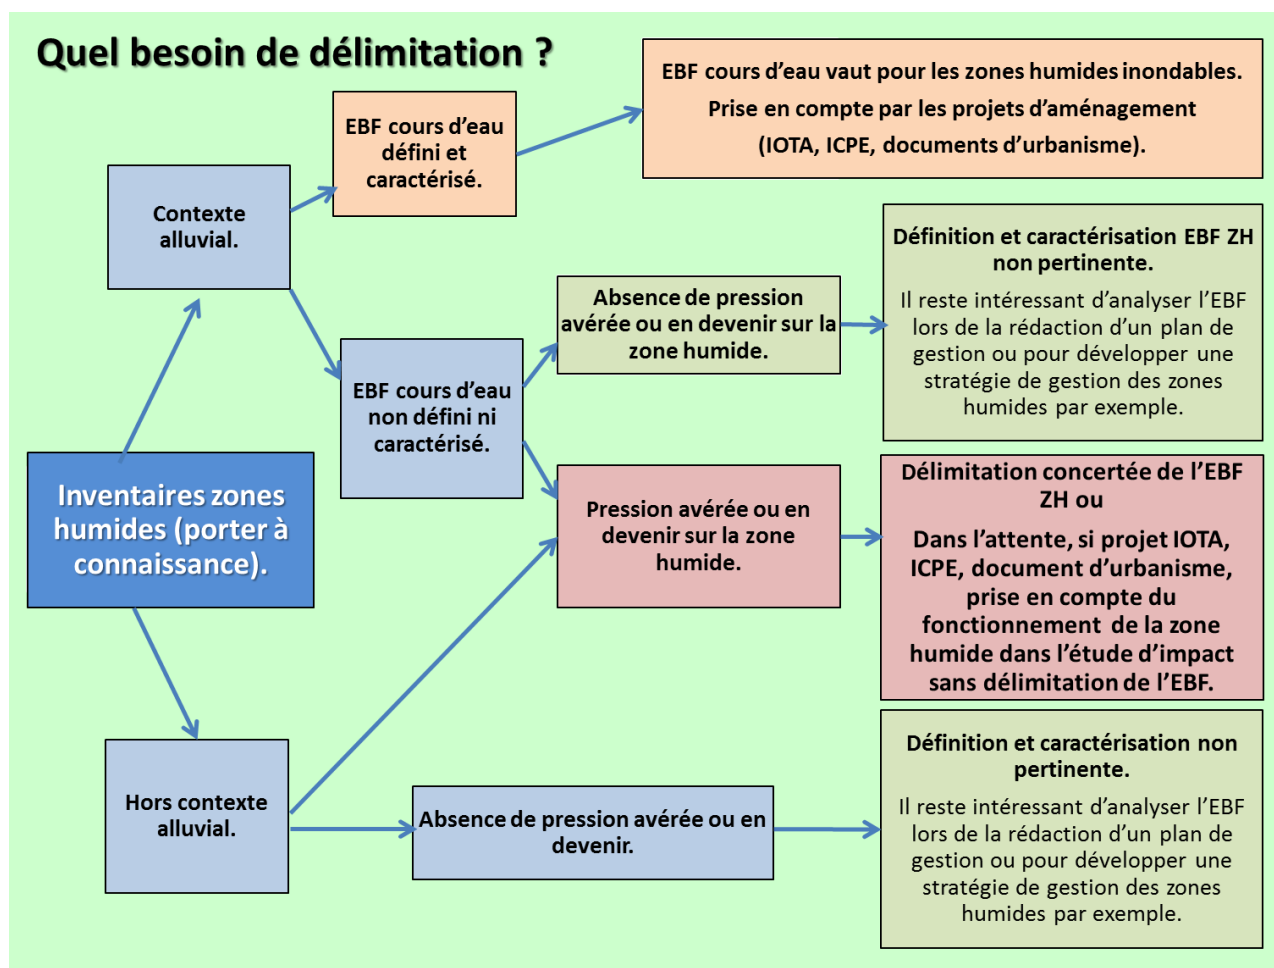 Quel besoin de délimitation ?
EBF cours d’eau vaut pour les zones humides inondables.
Prise en compte par les projets d’aménagement
(IOTA, ICPE, documents d’urbanisme).
EBF cours d’eau
défini et
caractérisé.
Contexte
alluvial.
Définition et caractérisation EBF ZH
non pertinente.
Il reste intéressant d’analyser l’EBF
lors de la rédaction d’un plan de
gestion ou pour développer une
stratégie de gestion des zones
humides par exemple.
Absence de pression
avérée ou en devenir sur la
zone humide.
EBF cours d’eau
non défini ni
caractérisé.
Inventaires zones
humides (porter à
connaissance).
Pression avérée ou en
devenir sur la zone
humide.
Délimitation concertée de l’EBF
ZH ou
Dans l’attente, si projet IOTA,
ICPE, document d’urbanisme,
prise en compte du
fonctionnement de la zone
humide dans l’étude d’impact
sans délimitation de l’EBF.
Hors contexte
alluvial.
Absence de pression avérée ou en
devenir.
Définition et caractérisation non
pertinente.
Il reste intéressant d’analyser l’EBF
lors de la rédaction d’un plan de
gestion ou pour développer une
stratégie de gestion des zones
humides par exemple.